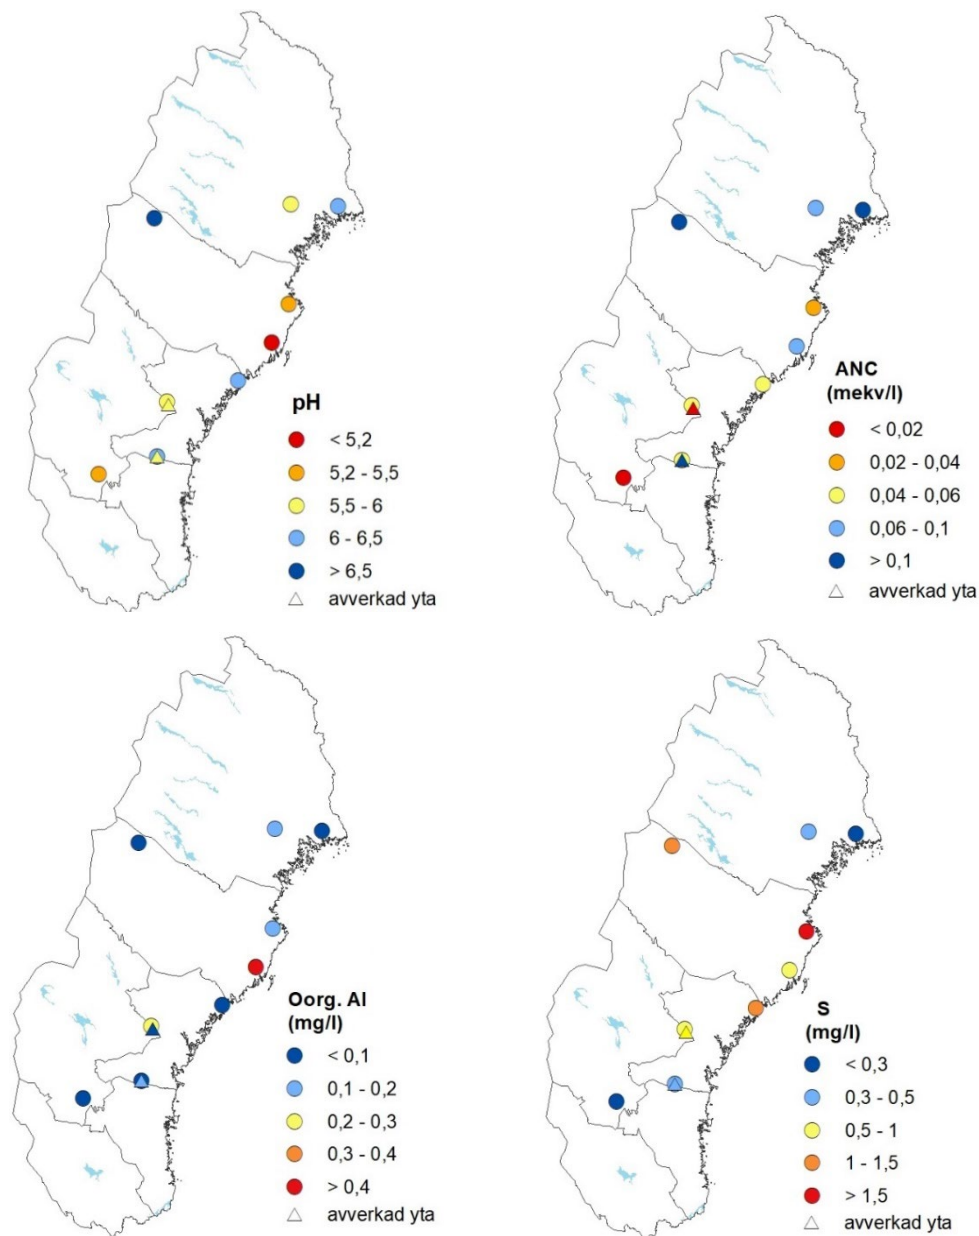 pH
< 5,2
5,2 - 5,5
5,5 - 6
6 - 6,5
> 6,5
avverkad yta
ANC
(mekv/l)
< 0,02
0,02 - 0,04
0,04 - 0,06
0,06 - 0,1
> 0,1
avverkad yta
Oorg. Al
(mg/l)
< 0,1
0,1 - 0,2
0,2 - 0,3
0,3 - 0,4
> 0,4
avverkad yta
S
(mg/l)
< 0,3
0,3 - 0,5
0,5 - 1
1 - 1,5
> 1,5
avverkad yta